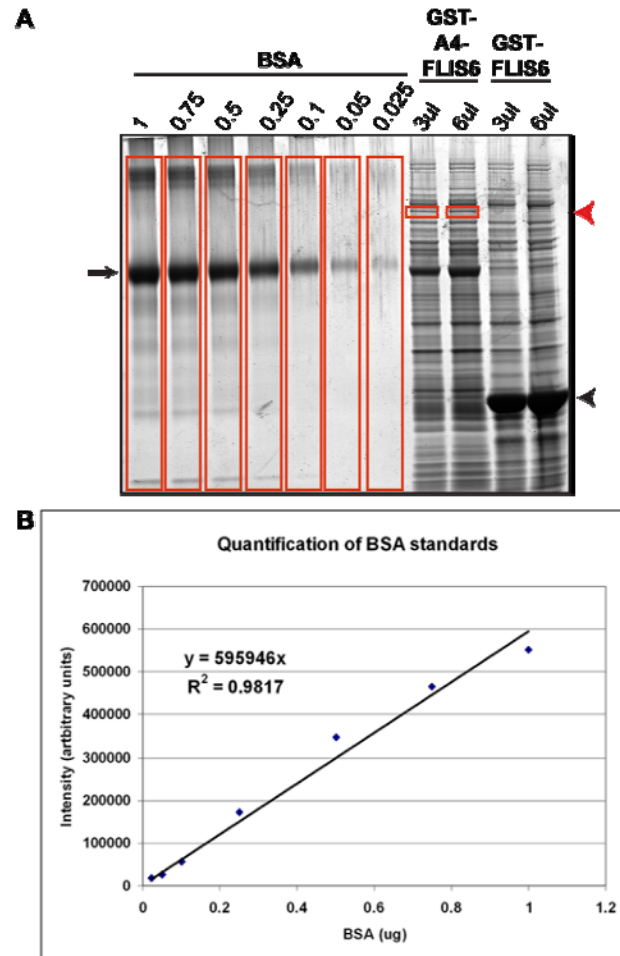 A
BSA
GST-
A4-
FLIS6
GST-
FLIS6
1 0.75 0.5 0.25 0.1 0.05 0.025 3ul 6ul 3ul 6ul
B
Quantification of BSA standards
y = 595946x
R² = 0.9817
Intensity (artbitrary units)
700000
600000
500000
400000
300000
200000
100000
0
0 0.2 0.4 0.6 0.8 1 1.2
BSA (ug)